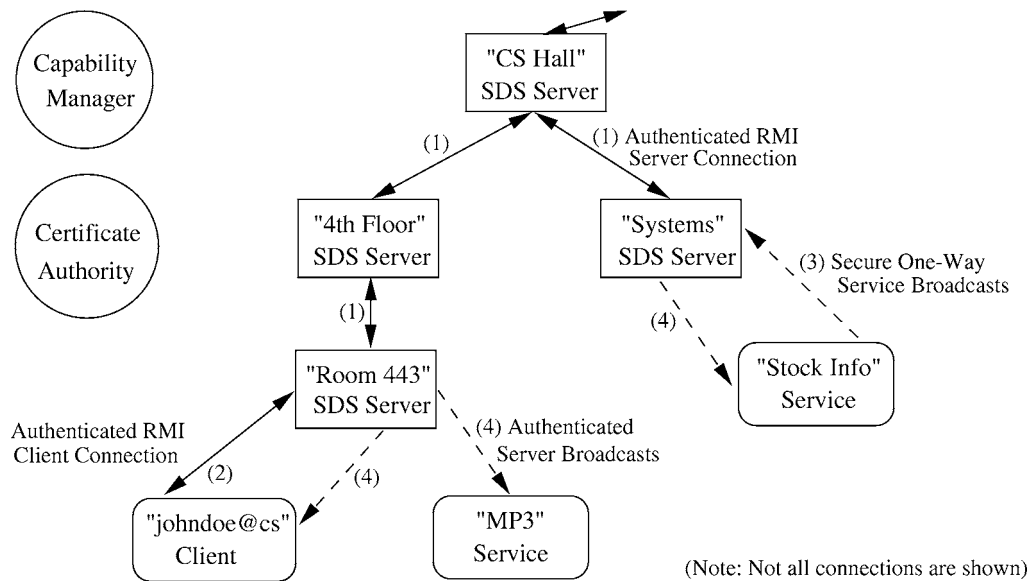 Capability
Manager
"CS Hall"
SDS Server
(1)
(1) Authenticated RMI
Server Connection
Certificate
Authority
"4th Floor"
SDS Server
"Systems"
SDS Server
(3) Secure One-Way
Service Broadcasts
(1)
(4)
"Room 443"
SDS Server
"Stock Info"
Service
Authenticated RMI
Client Connection
(2)
(4)
(4) Authenticated
Server Broadcasts
"johndoe@cs"
Client
"MP3"
Service
(Note: Not all connections are shown)